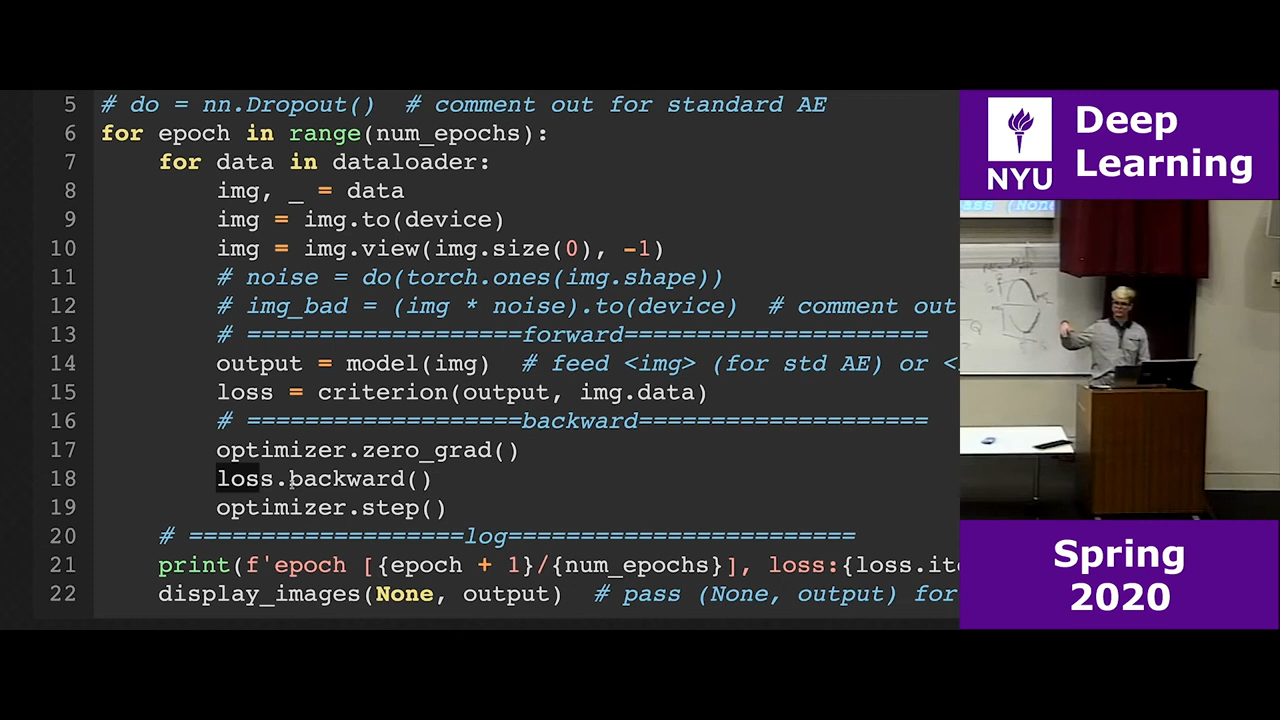 5 # do = nn.Dropout()  # comment out for standard AE
6 for epoch in range(num_epochs):
7     for data in dataloader:
8         img, _ = data
9         img = img.to(device)
10         img = img.view(img.size(0), -1)
11         # noise = do(torch.ones(img.shape))
12         # img_bad = (img * noise).to(device)  # comment out
13         # ===================forward=====================
14         output = model(img)  # feed <img> (for std AE) or <
15         loss = criterion(output, img.data)
16         # ===================backward====================
17         optimizer.zero_grad()
18         loss.backward()
19         optimizer.step()
20     # ===================log========================
21     print(f'epoch [{epoch + 1}/{num_epochs}], loss:{loss.ite
22     display_images(None, output)  # pass (None, output) for
NYU
Deep
Learning
Spring
2020